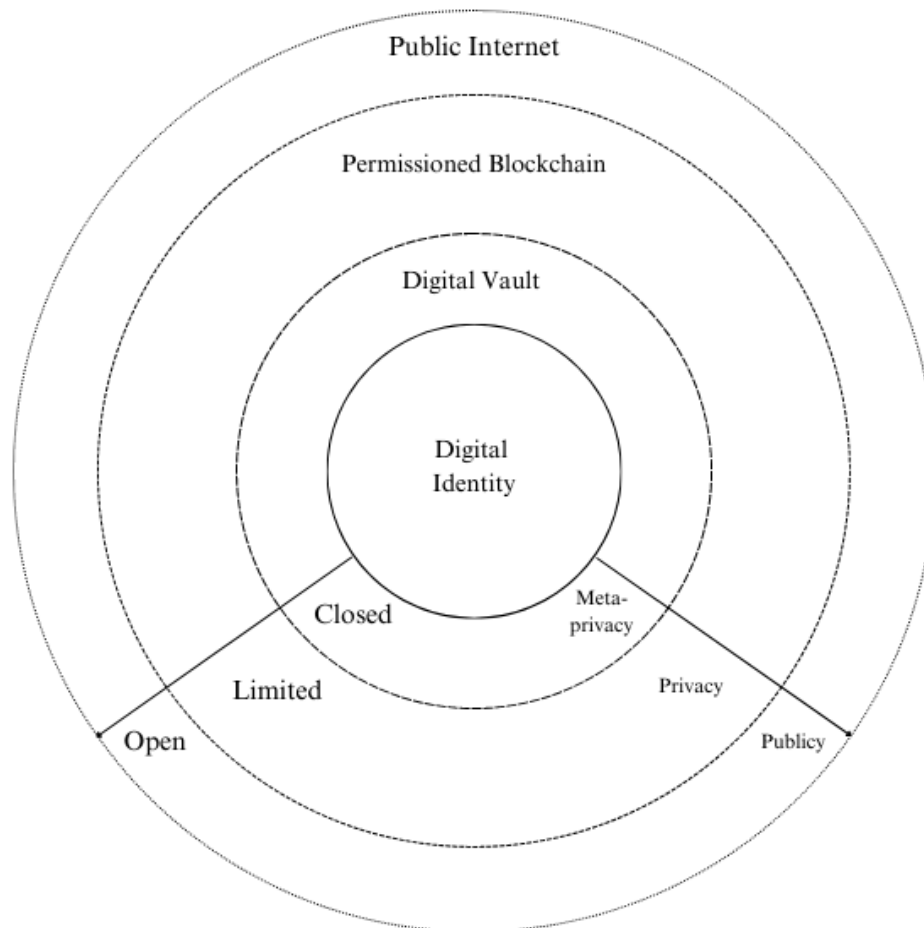 Public Internet
Permissioned Blockchain
Digital Vault
Digital
Identity
Closed
Meta-
privacy
Limited
Privacy
Open
Publicy